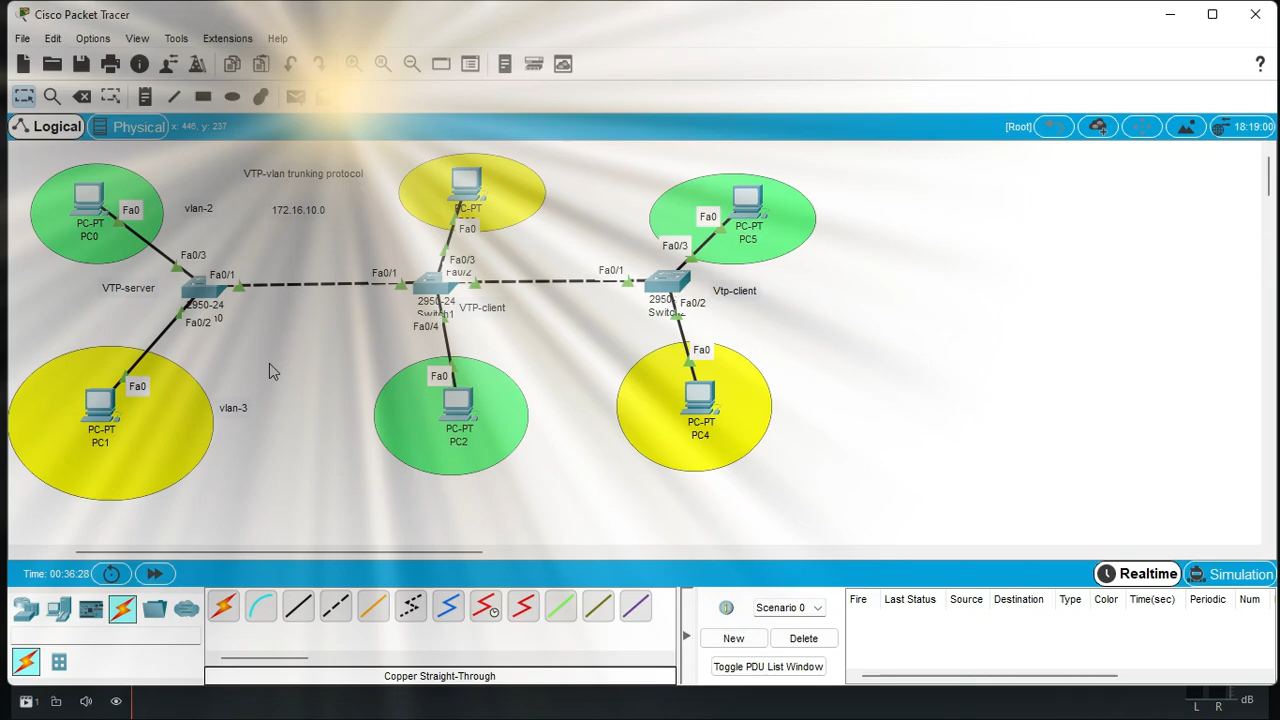 Cisco Packet Tracer
File Edit Options View Tools Extensions Help
?
Logical Physical x: 446, y: 237 [Root] 18:19:00
VTP-vlan trunking protocol
172.16.10.0
vlan-2
Fa0
PC-PT
PC0
Fa0/3
VTP-server
Fa0/1
2950-24
Fa0/2
Fa0
PC-PT
PC1
vlan-3
PC-PT
Fa0
Fa0/3
Fa0/1
Fa0/2
2950-24
Switch1
VTP-client
Fa0/4
Fa0
PC-PT
PC2
Fa0
PC-PT
PC5
Fa0/3
Fa0/1
Vtp-client
Fa0/2
Fa0
PC-PT
PC4
Time: 00:36:28 Realtime Simulation
Scenario 0
New Delete
Toggle PDU List Window
Fire Last Status Source Destination Type Color Time(sec) Periodic Num
Copper Straight-Through
1
L R dB